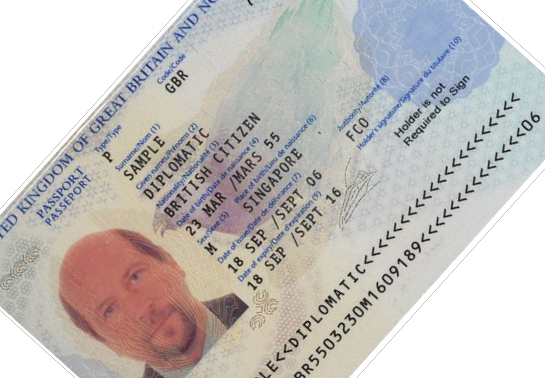 TED KINGDOM OF GREAT BRITAIN AND NO
PASSPORT
PASSEPORT
Type/Type
P
Code/Code
GBR
Surname/Nom (1)
SAMPLE
Given names/Prénoms (2)
DIPLOMATIC
Nationality/Nationalité (3)
BRITISH CITIZEN
Date of birth/Date de naissance (4)
23 MAR /MARS 55
Sex/Sexe (5)
M
Place of birth/Lieu de naissance (6)
SINGAPORE
Date of issue/Date de délivrance (7)
18 SEP /SEPT 06
Authority/Autorité (8)
FCO
Date of expiry/Date d'expiration (9)
18 SEP /SEPT 16
Holder's signature/Signature du titulaire (10)
Holder is not
Required to Sign
LE<<DIPLOMATIC<<<<<<<<<<<<<<<<<<
BR5503230M1609189<<<<<<<<<<<<<<06